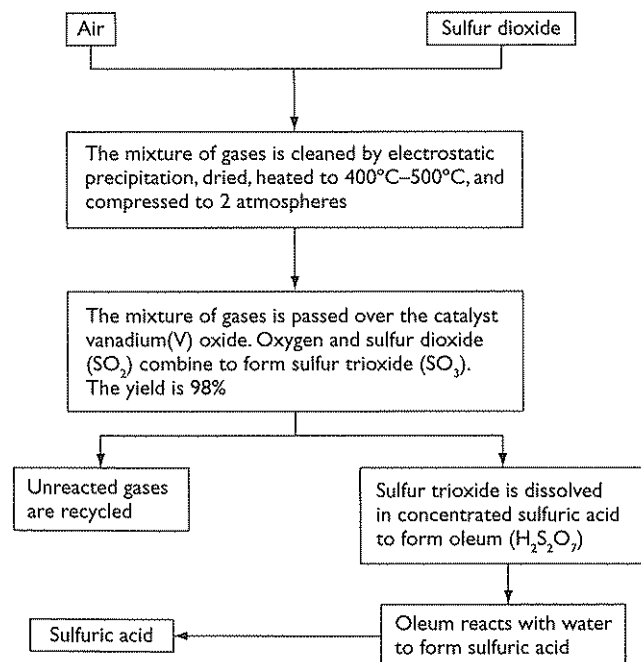 Air
Sulfur dioxide
The mixture of gases is cleaned by electrostatic
precipitation, dried, heated to 400°C–500°C, and
compressed to 2 atmospheres
The mixture of gases is passed over the catalyst
vanadium(V) oxide. Oxygen and sulfur dioxide
(SO₂) combine to form sulfur trioxide (SO₃).
The yield is 98%
Unreacted gases
are recycled
Sulfur trioxide is dissolved
in concentrated sulfuric acid
to form oleum (H₂S₂O₇)
Oleum reacts with water
to form sulfuric acid
Sulfuric acid